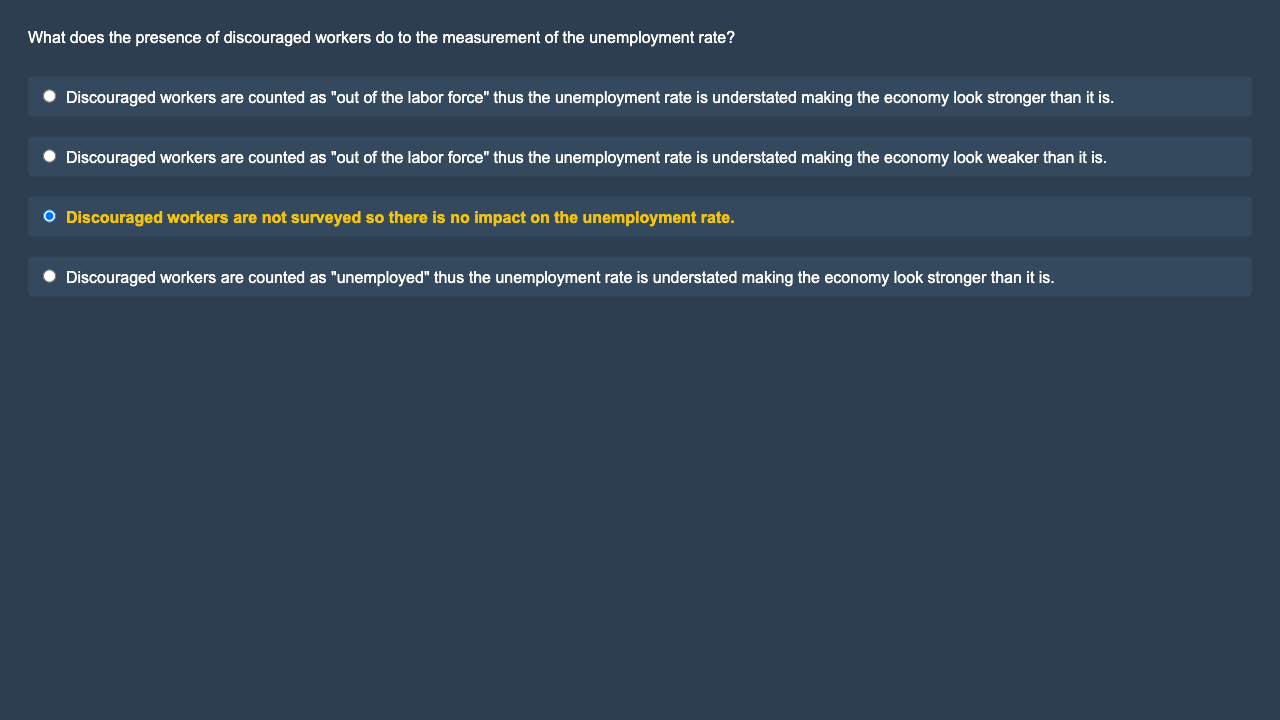 What does the presence of discouraged workers do to the measurement of the unemployment rate?
Discouraged workers are counted as "out of the labor force" thus the unemployment rate is understated making the economy look stronger than it is.
Discouraged workers are counted as "out of the labor force" thus the unemployment rate is understated making the economy look weaker than it is.
Discouraged workers are not surveyed so there is no impact on the unemployment rate.
Discouraged workers are counted as "unemployed" thus the unemployment rate is understated making the economy look stronger than it is.